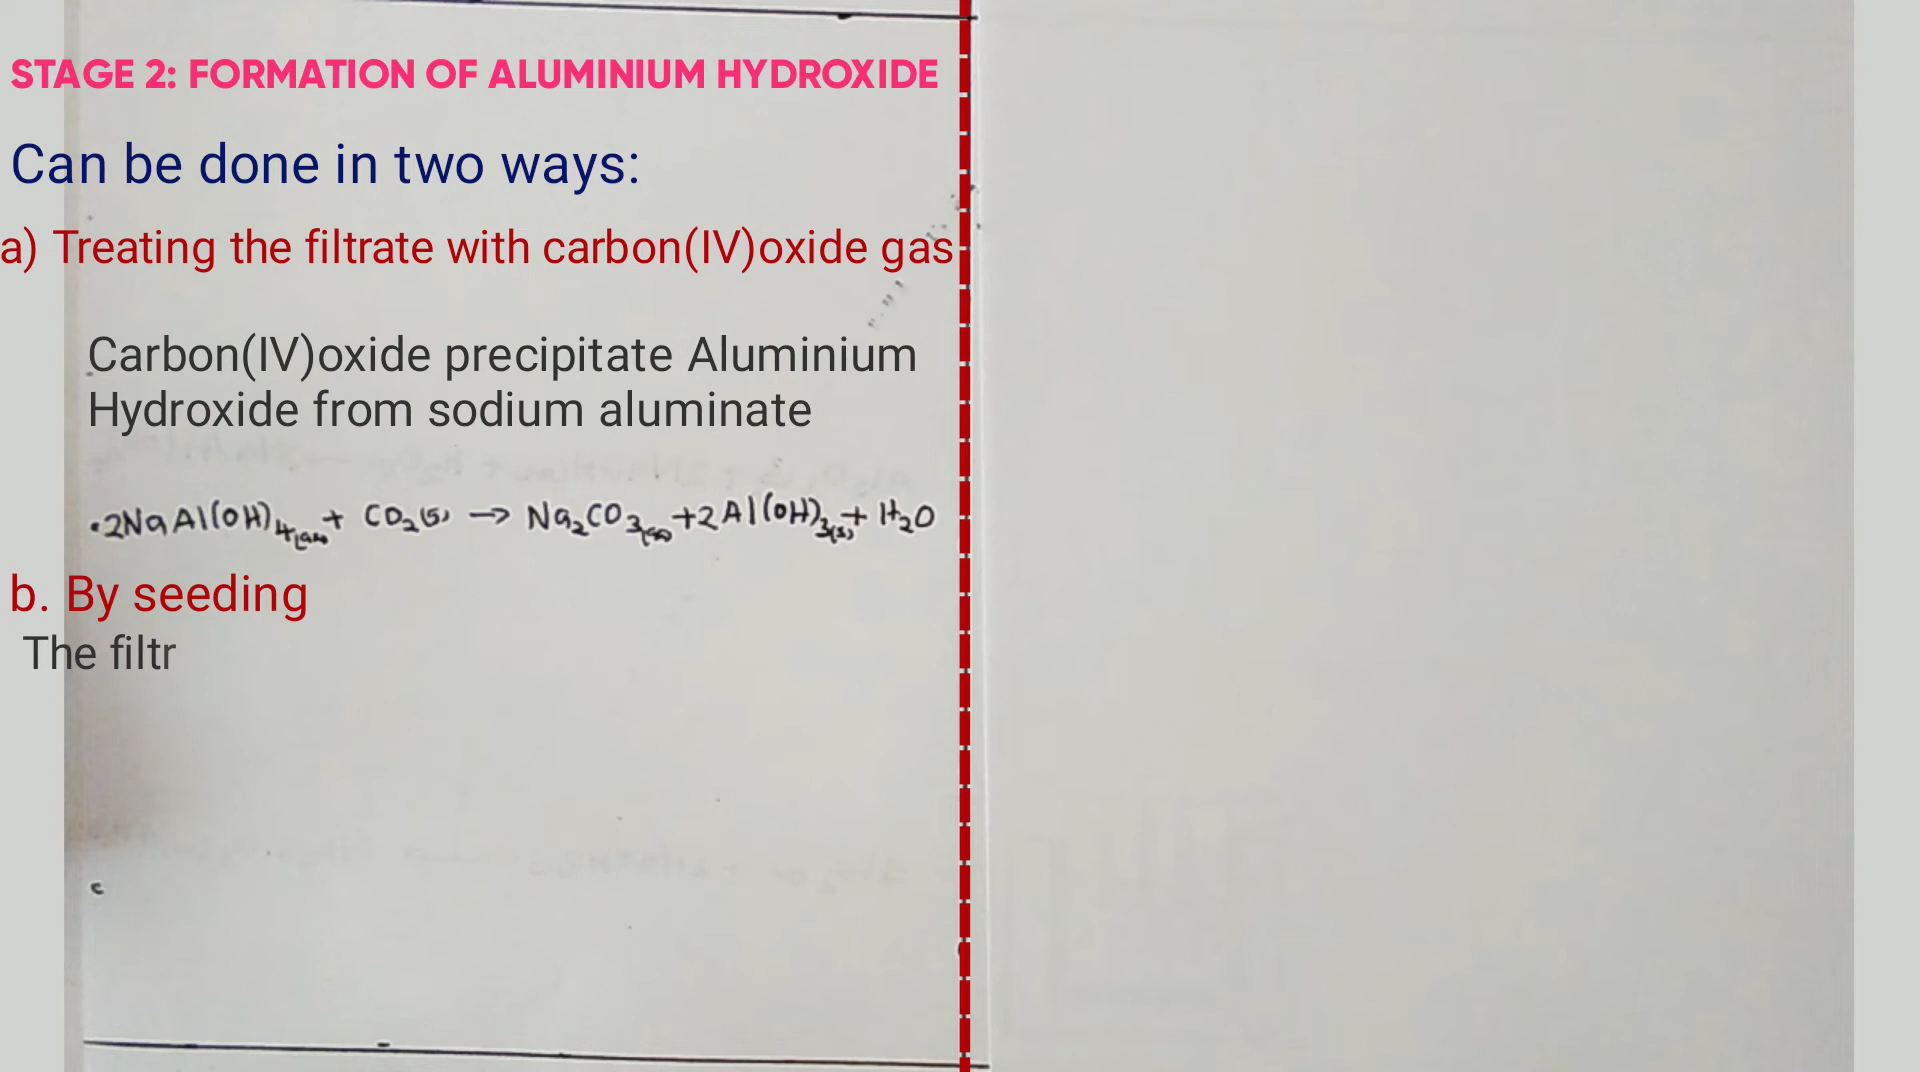 STAGE 2: FORMATION OF ALUMINIUM HYDROXIDE
Can be done in two ways:
a) Treating the filtrate with carbon(IV)oxide gas
Carbon(IV)oxide precipitate Aluminium
Hydroxide from sodium aluminate
2NaAl(OH)₄(aq) + CO₂(g) → Na₂CO₃(aq) + 2Al(OH)₃(s) + H₂O
b. By seeding
The filtr
c